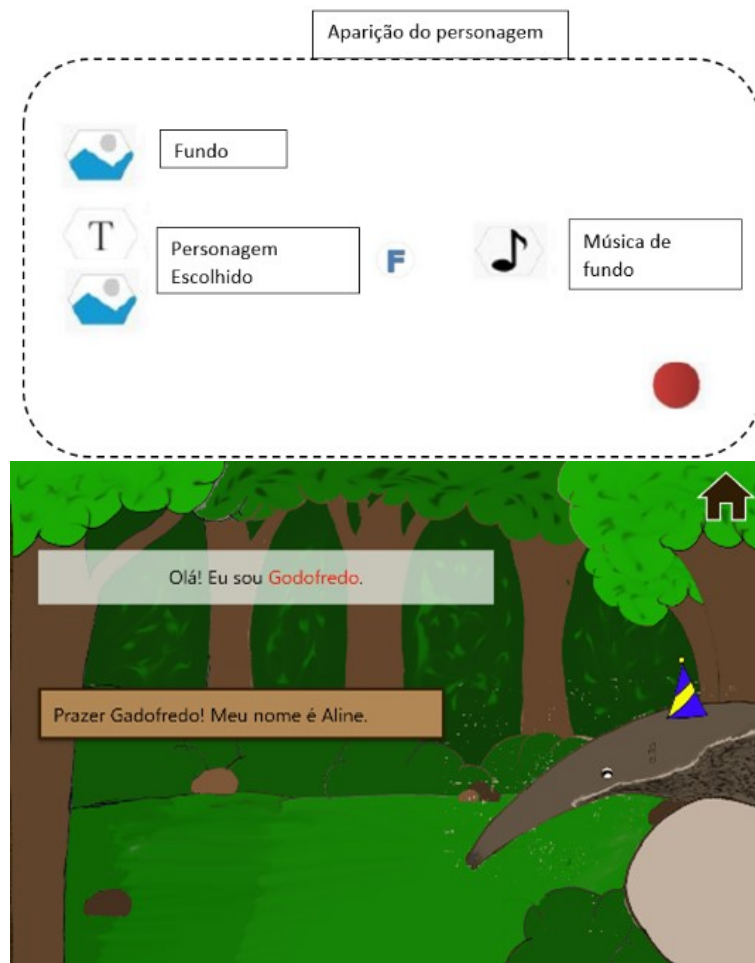 Aparição do personagem
Fundo
T
Personagem
Escolhido
F
Música de
fundo
Olá! Eu sou Godofredo.
Prazer Gadofredo! Meu nome é Aline.